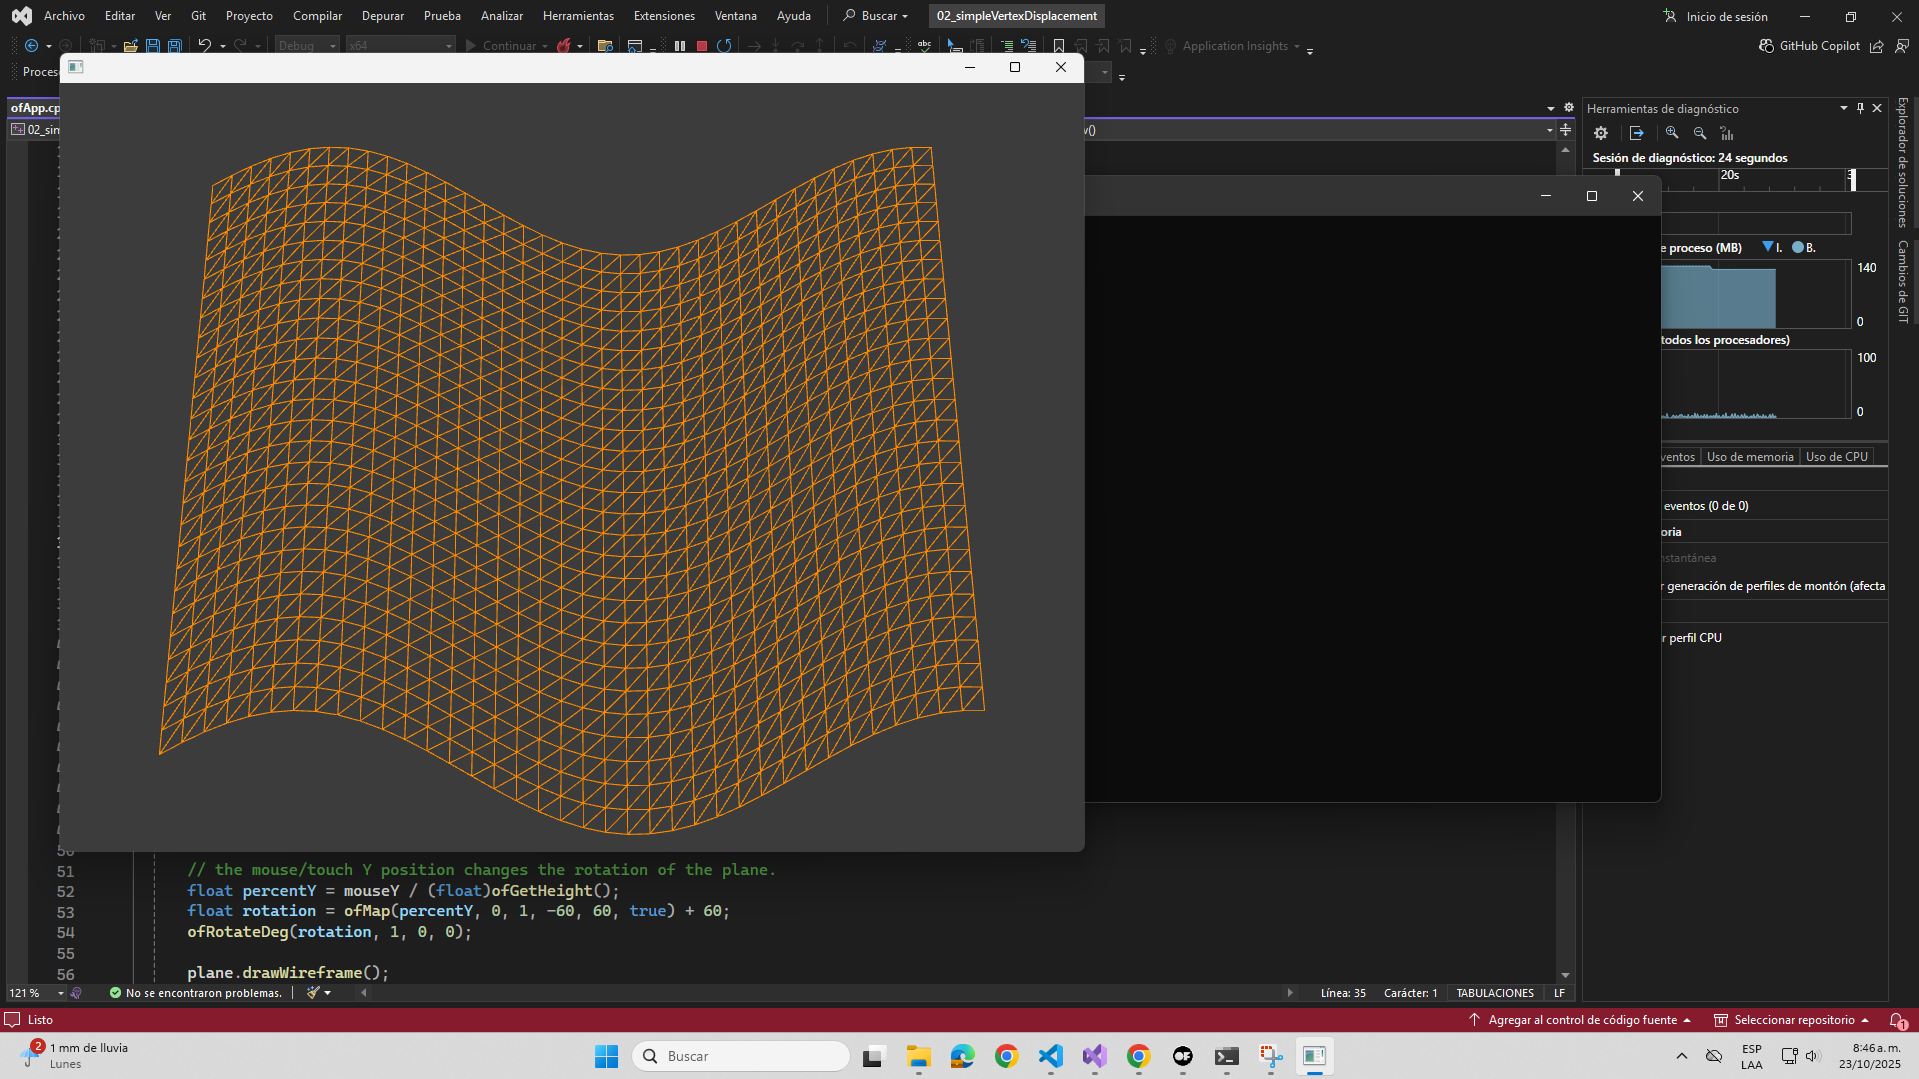 Archivo Editar Ver Git Proyecto Compilar Depurar Prueba Analizar Herramientas Extensiones Ventana Ayuda Buscar 02_simpleVertexDisplacement Inicio de sesión
Debug x64 Continuar abc Application Insights GitHub Copilot
Proces
ofApp.cp
Herramientas de diagnóstico
02_sin
v()
Sesión de diagnóstico: 24 segundos
20s
e proceso (MB) I. B.
140
0
todos los procesadores)
100
0
ventos Uso de memoria Uso de CPU
eventos (0 de 0)
oria
nstantánea
r generación de perfiles de montón (afecta
r perfil CPU
Explorador de soluciones
Cambios de GIT
50
51 // the mouse/touch Y position changes the rotation of the plane.
52 float percentY = mouseY / (float)ofGetHeight();
53 float rotation = ofMap(percentY, 0, 1, -60, 60, true) + 60;
54 ofRotateDeg(rotation, 1, 0, 0);
55
56 plane.drawWireframe();
121 % No se encontraron problemas. Línea: 35 Carácter: 1 TABULACIONES LF
Listo Agregar al control de código fuente Seleccionar repositorio 1
2 1 mm de lluvia
Lunes
Buscar
OF
ESP
LAA
8:46 a. m.
23/10/2025